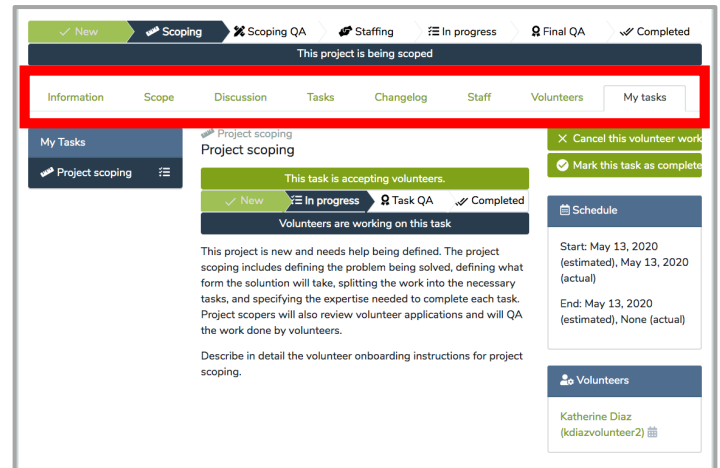 New Scoping Scoping QA Staffing In progress Final QA Completed
This project is being scoped
Information Scope Discussion Tasks Changelog Staff Volunteers My tasks
My Tasks
Project scoping
Project scoping
Project scoping
This task is accepting volunteers.
New In progress Task QA Completed
Volunteers are working on this task
This project is new and needs help being defined. The project
scoping includes defining the problem being solved, defining what
form the soluntion will take, splitting the work into the necessary
tasks, and specifying the expertise needed to complete each task.
Project scopers will also review volunteer applications and will QA
the work done by volunteers.
Describe in detail the volunteer onboarding instructions for project
scoping.
Cancel this volunteer work
Mark this task as complete
Schedule
Start: May 13, 2020
(estimated), May 13, 2020
(actual)
End: May 13, 2020
(estimated), None (actual)
Volunteers
Katherine Diaz
(kdiazvolunteer2)